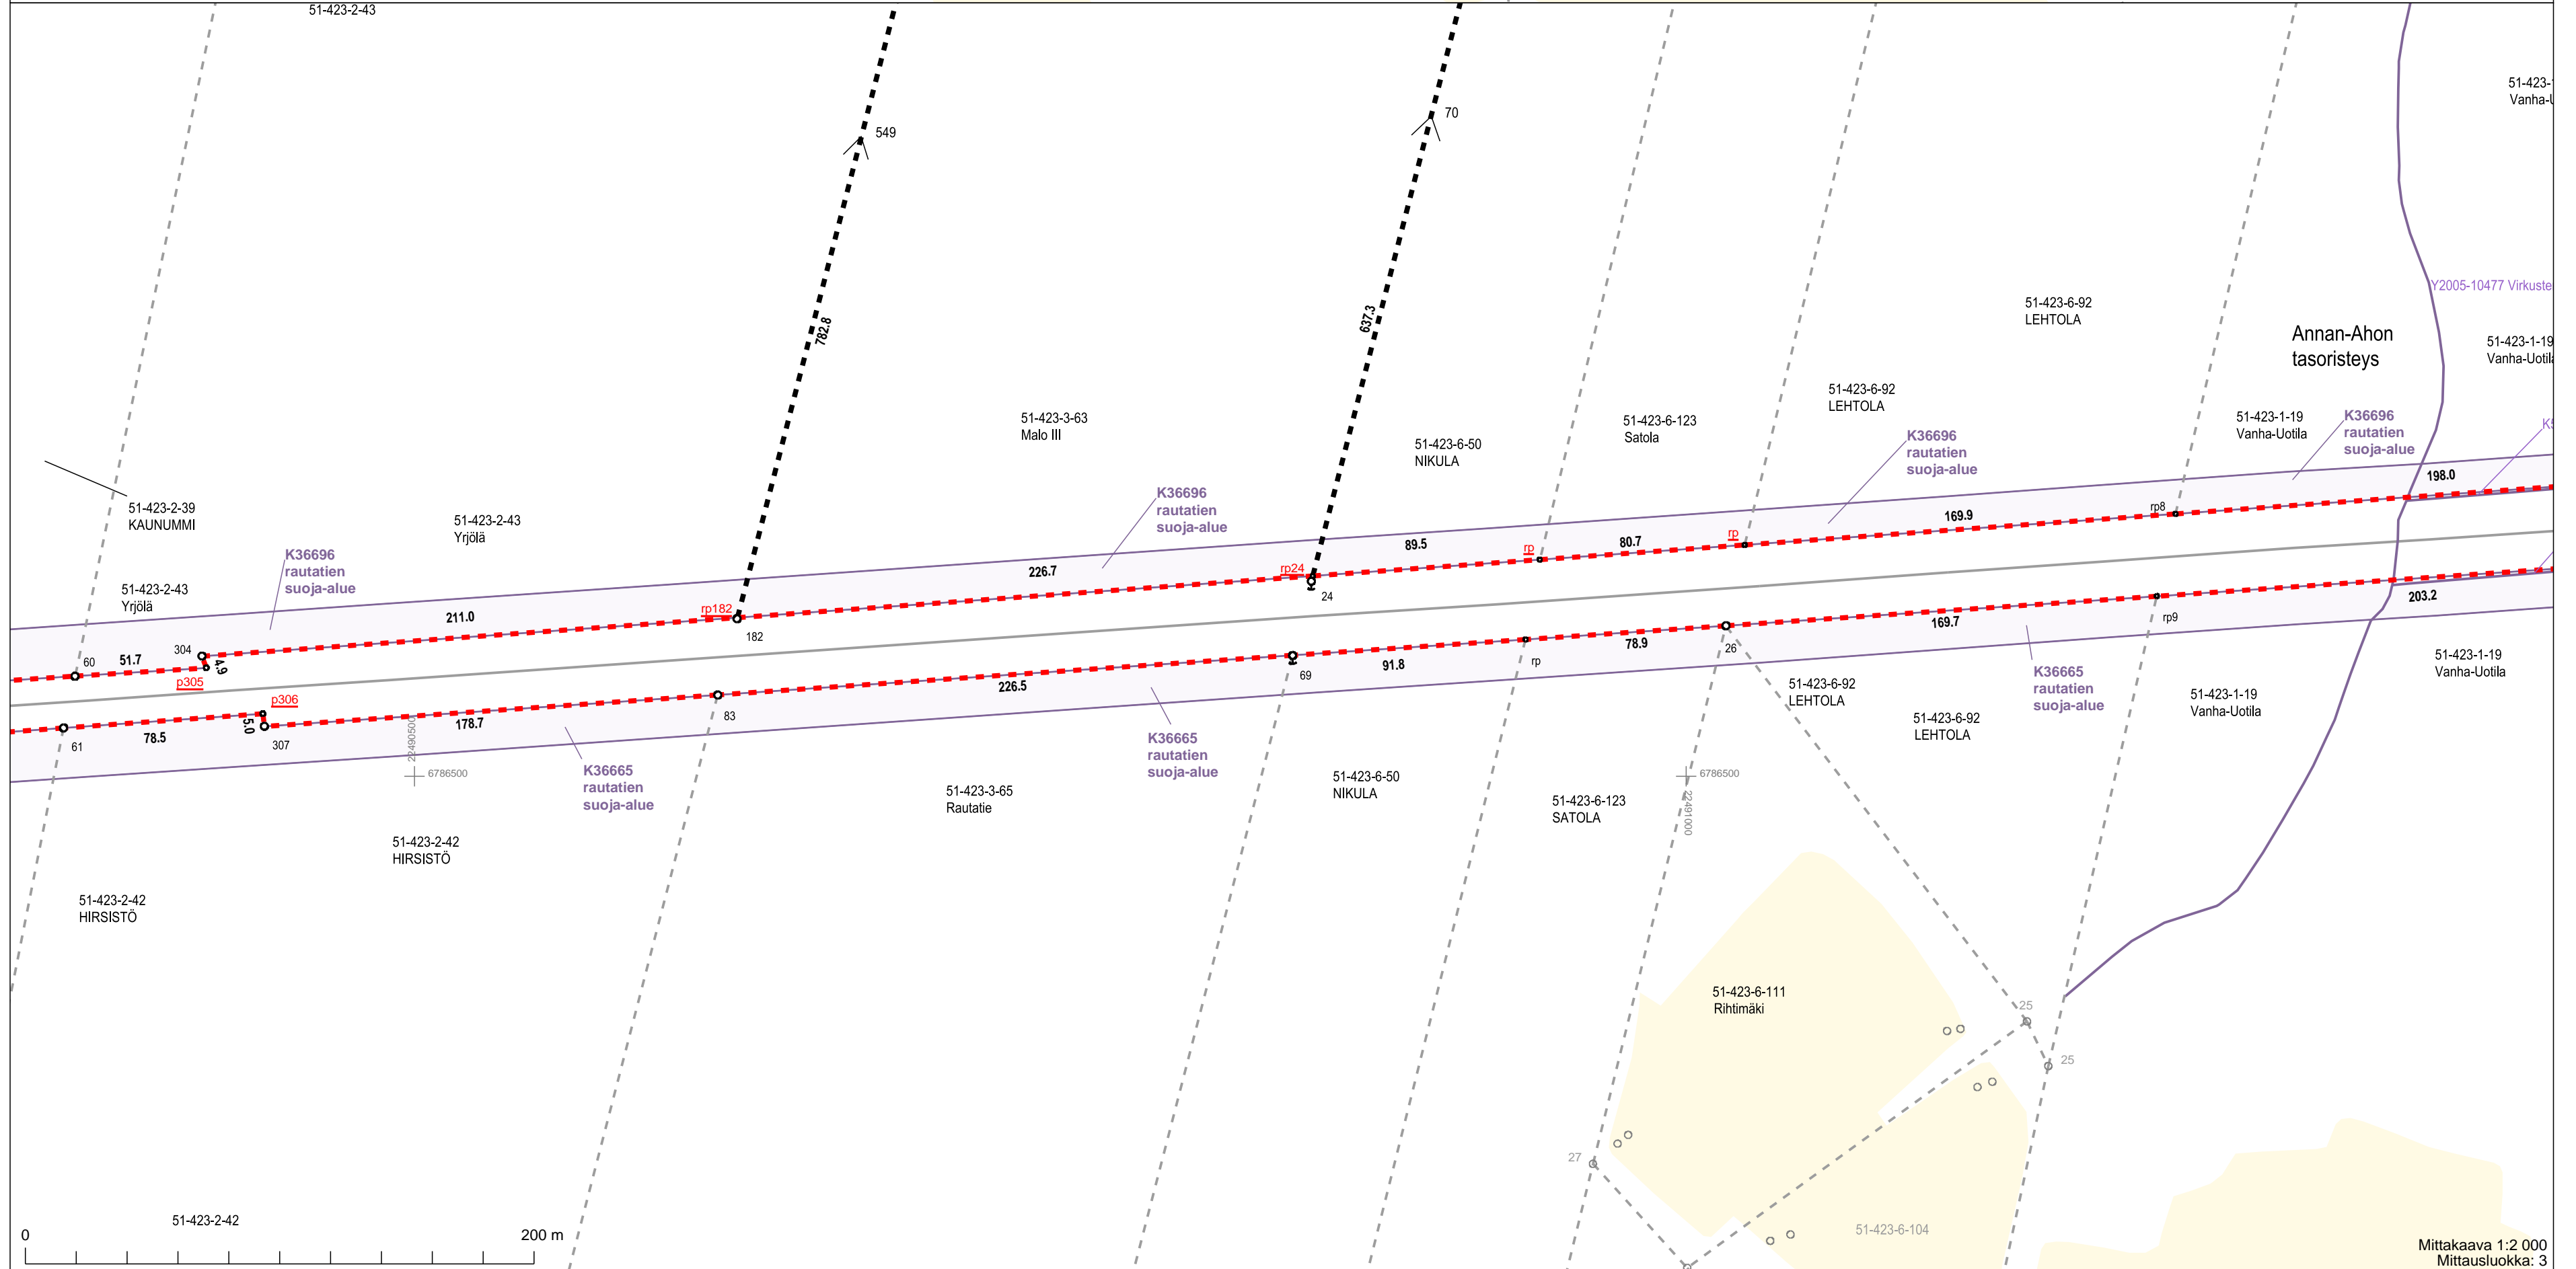 51-423-2-43
549
70
51-423-
Vanha-
782.8
637.3
Y2005-10477 Virkuste
51-423-6-92
LEHTOLA
Annan-Ahon
tasoristeys
51-423-1-19
Vanha-Uotila
51-423-3-63
Malo III
51-423-6-50
NIKULA
51-423-6-123
Satola
51-423-6-92
LEHTOLA
51-423-1-19
Vanha-Uotila
K36696
rautatien
suoja-alue
K36696
rautatien
suoja-alue
K36696
rautatien
suoja-alue
51-423-2-39
KAUNUMMI
51-423-2-43
Yrjölä
K36696
rautatien
suoja-alue
51-423-2-43
Yrjölä
198.0
rp8
169.9
rp
80.7
rp
89.5
rp24
24
226.7
rp182
182
211.0
304
4.9
60
51.7
p305
p306
5.0
307
61
78.5
178.7
83
226.5
69
91.8
rp
78.9
26
169.7
rp9
203.2
22490500
6786500
K36665
rautatien
suoja-alue
K36665
rautatien
suoja-alue
K36665
rautatien
suoja-alue
51-423-6-92
LEHTOLA
51-423-6-92
LEHTOLA
51-423-1-19
Vanha-Uotila
51-423-1-19
Vanha-Uotila
51-423-3-65
Rautatie
51-423-6-50
NIKULA
51-423-6-123
SATOLA
6786500
22491000
51-423-2-42
HIRSISTÖ
51-423-2-42
HIRSISTÖ
51-423-6-111
Rihtimäki
25
25
27
51-423-6-104
51-423-2-42
0
200 m
Mittakaava 1:2 000
Mittausluokka: 3